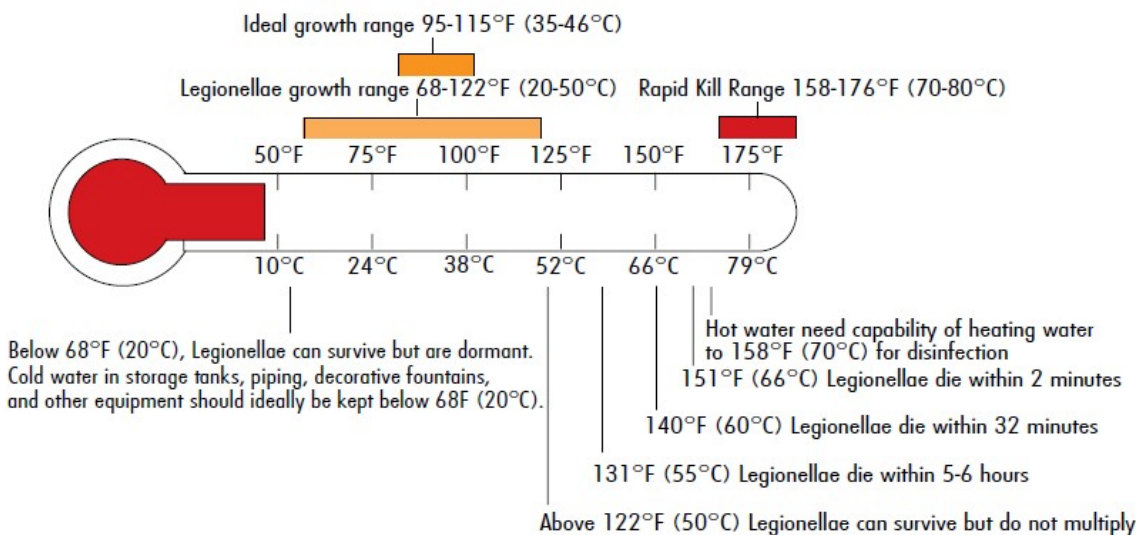 Ideal growth range 95-115°F (35-46°C)
Legionellae growth range 68-122°F (20-50°C)
Rapid Kill Range 158-176°F (70-80°C)
50°F 75°F 100°F 125°F 150°F 175°F
10°C 24°C 38°C 52°C 66°C 79°C
Below 68°F (20°C), Legionellae can survive but are dormant.
Cold water in storage tanks, piping, decorative fountains,
and other equipment should ideally be kept below 68F (20°C).
Hot water need capability of heating water
to 158°F (70°C) for disinfection
151°F (66°C) Legionellae die within 2 minutes
140°F (60°C) Legionellae die within 32 minutes
131°F (55°C) Legionellae die within 5-6 hours
Above 122°F (50°C) Legionellae can survive but do not multiply